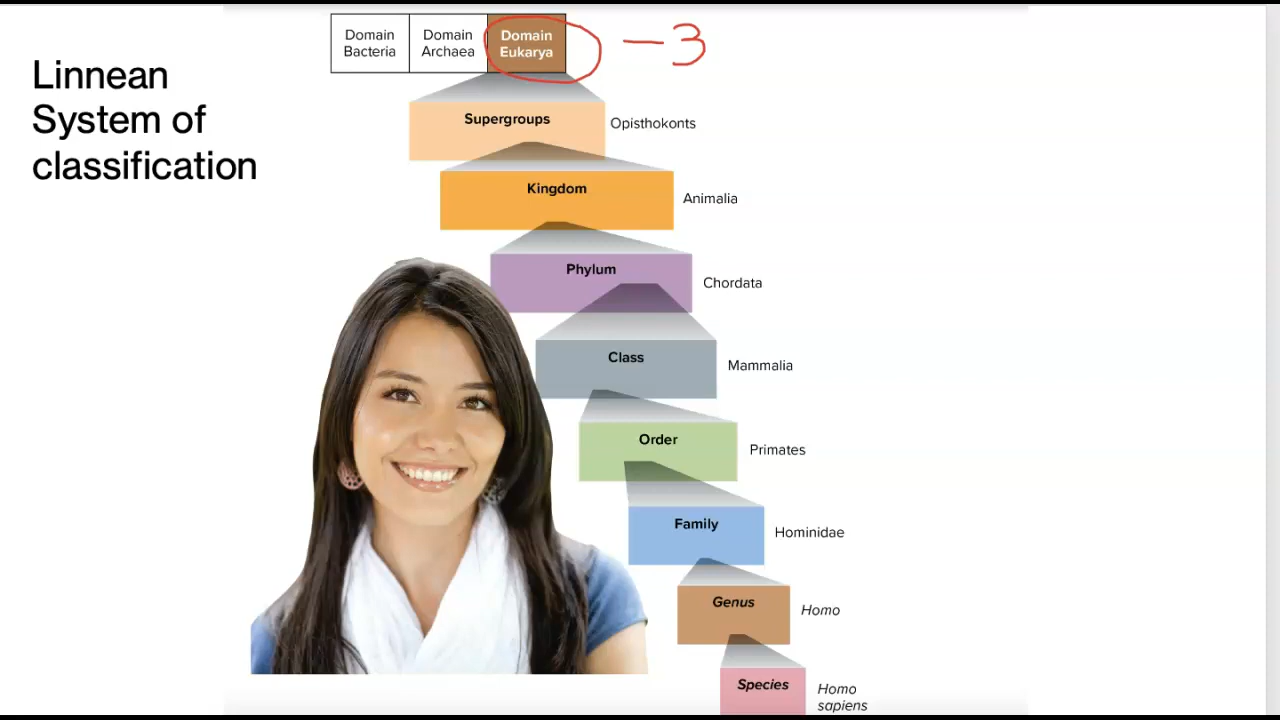 Linnean
System of
classification
Domain
Bacteria
Domain
Archaea
Domain
Eukarya
- 3
Supergroups
Opisthokonts
Kingdom
Animalia
Phylum
Chordata
Class
Mammalia
Order
Primates
Family
Hominidae
Genus
Homo
Species
Homo
sapiens